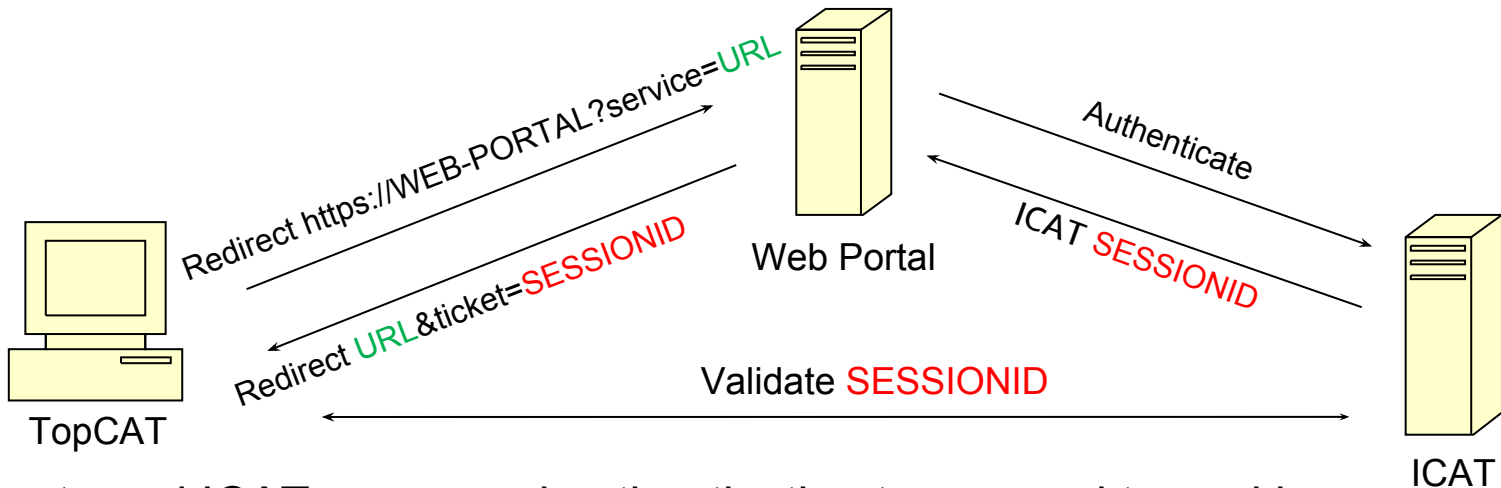 Redirect https://WEB-PORTAL?service=URL
Redirect URL&ticket=SESSIONID
Web Portal
Authenticate
ICAT SESSIONID
Validate SESSIONID
TopCAT
ICAT